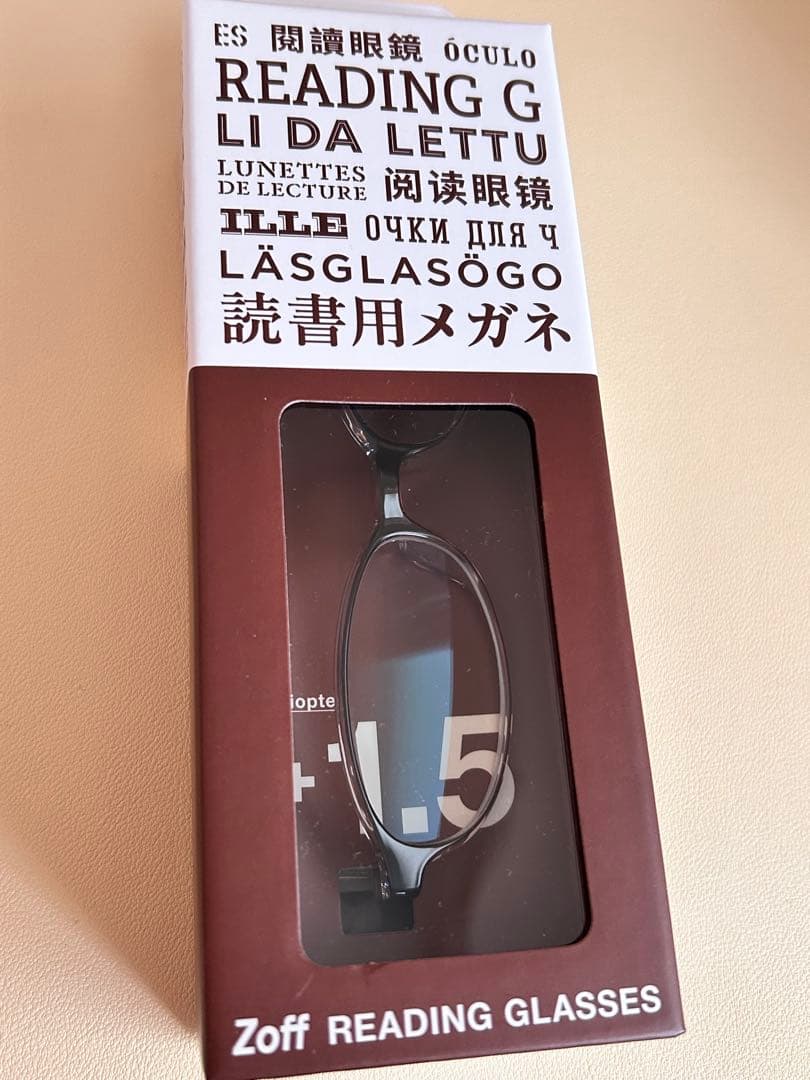 ES 閱讀眼鏡 ÓCULO
READING G
LI DA LETTU
LUNETTES
DE LECTURE 阅读眼镜
ILLE ОЧКИ ДЛЯ Ч
LÄSGLASÖGO
読書用メガネ
iopte
+1.5
Zoff READING GLASSES